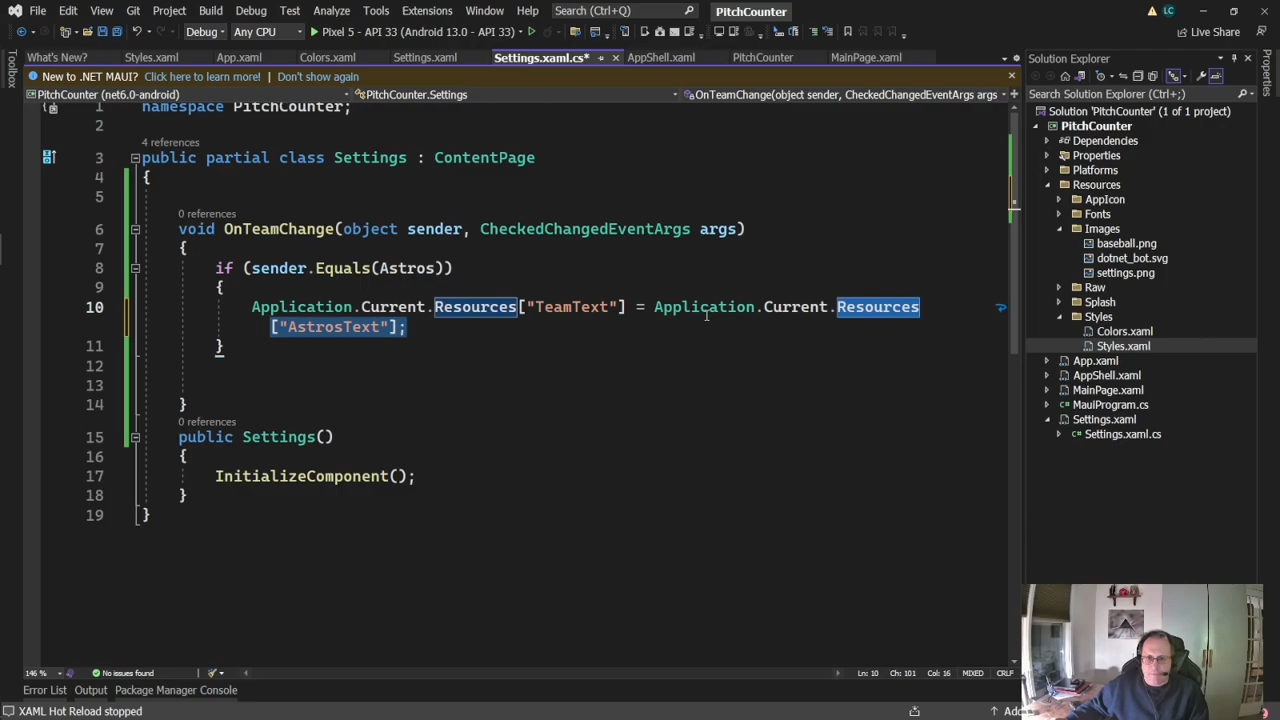 File Edit View Git Project Build Debug Test Analyze Tools Extensions Window Help Search (Ctrl+Q) PitchCounter LC
Debug Any CPU Pixel 5 - API 33 (Android 13.0 - API 33) Live Share
What's New? Styles.xaml App.xaml Colors.xaml Settings.xaml Settings.xaml.cs* AppShell.xaml PitchCounter MainPage.xaml
Solution Explorer
New to .NET MAUI? Click here to learn more! Don't show again
PitchCounter (net6.0-android) PitchCounter.Settings OnTeamChange(object sender, CheckedChangedEventArgs args
Toolbox
Properties
Search Solution Explorer (Ctrl+;)
Solution 'PitchCounter' (1 of 1 project)
PitchCounter
Dependencies
Properties
Platforms
Resources
AppIcon
Fonts
Images
baseball.png
dotnet_bot.svg
settings.png
Raw
Splash
Styles
Colors.xaml
Styles.xaml
App.xaml
AppShell.xaml
MainPage.xaml
MauiProgram.cs
Settings.xaml
Settings.xaml.cs
1 namespace PitchCounter;
2
4 references
3 public partial class Settings : ContentPage
4 {
5
0 references
6 void OnTeamChange(object sender, CheckedChangedEventArgs args)
7 {
8 if (sender.Equals(Astros))
9 {
10 Application.Current.Resources["TeamText"] = Application.Current.Resources
["AstrosText"];
11 }
12
13
14 }
0 references
15 public Settings()
16 {
17 InitializeComponent();
18 }
19 }
146 % No issues found Ln: 10 Ch: 101 Col: 16 MIXED CRLF
Error List Output Package Manager Console
XAML Hot Reload stopped